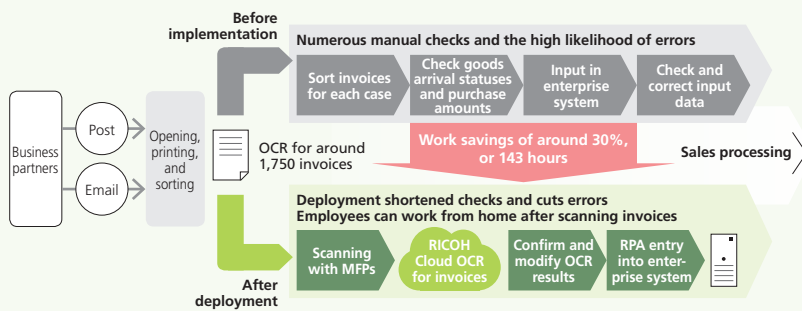 Before
implementation
Numerous manual checks and the high likelihood of errors
Sort invoices
for each case
Check goods
arrival statuses
and purchase
amounts
Input in
enterprise
system
Check and
correct input
data
Business
partners
Post
Email
Opening,
printing,
and
sorting
OCR for around
1,750 invoices
Work savings of around 30%,
or 143 hours
Sales processing
Deployment shortened checks and cuts errors
Employees can work from home after scanning invoices
Scanning
with MFPs
RICOH
Cloud OCR
for invoices
Confirm and
modify OCR
results
RPA entry
into enter-
prise system
After
deployment